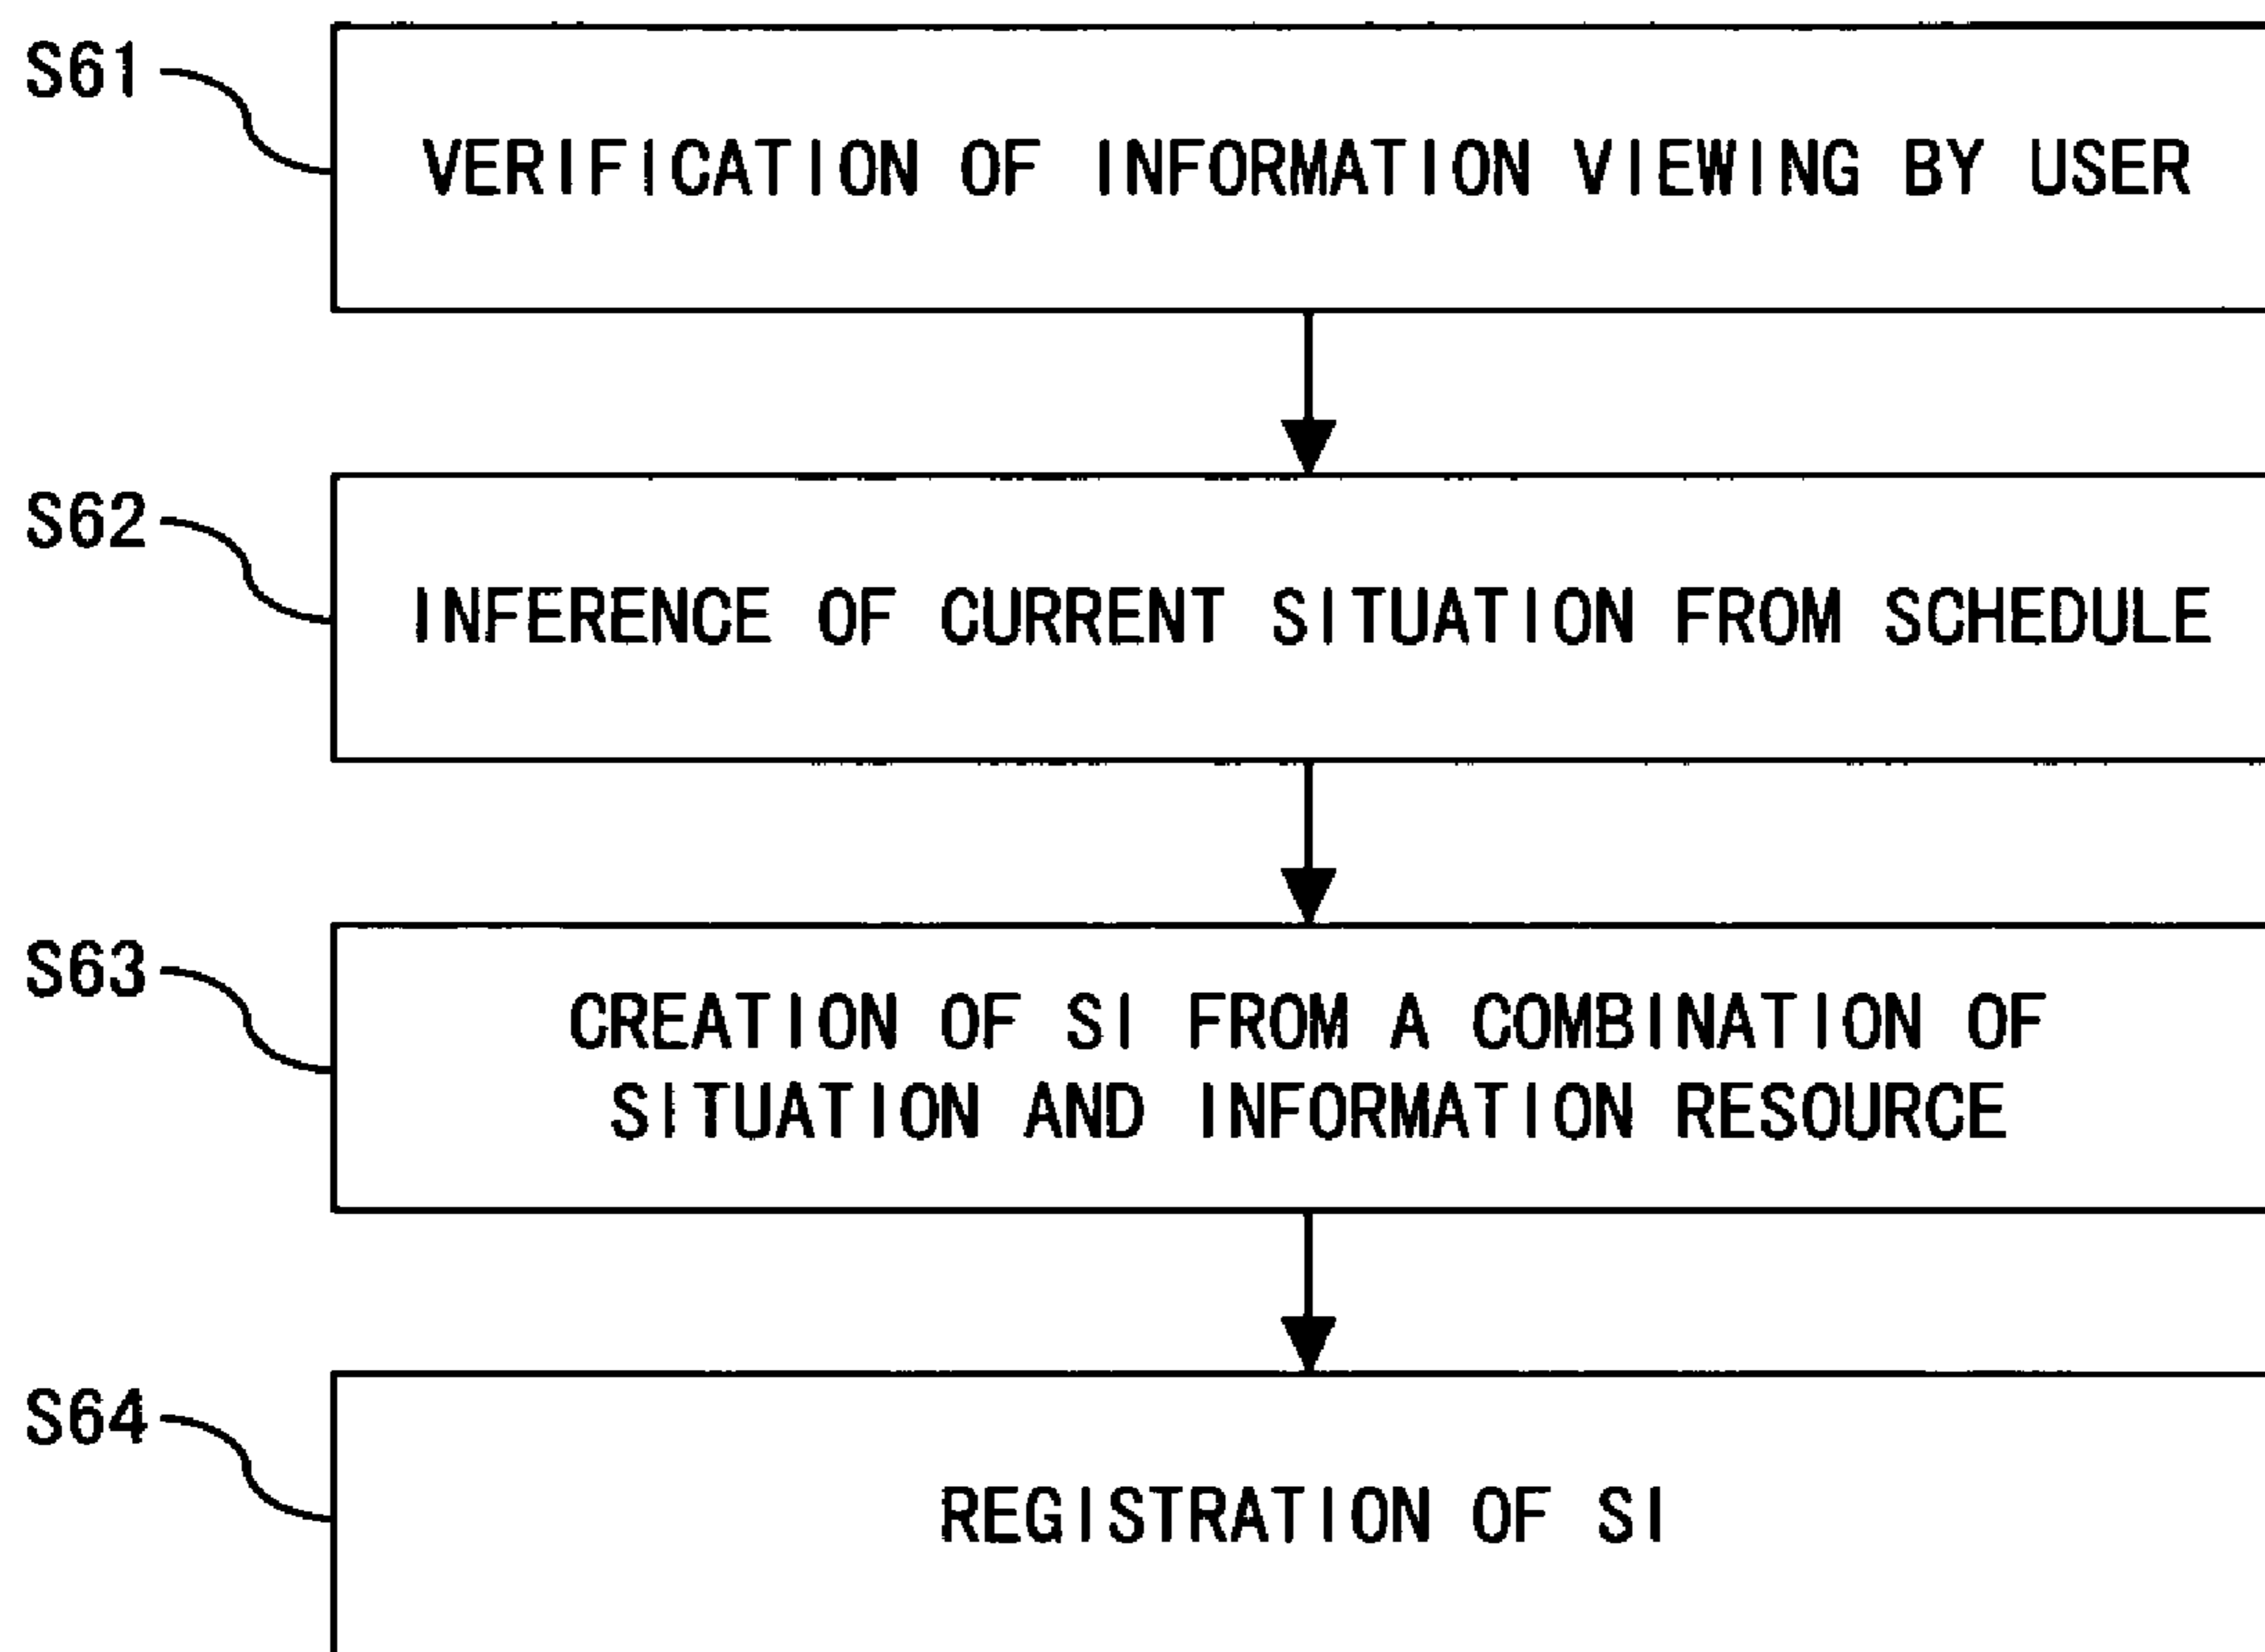 S61
VERIFICATION OF INFORMATION VIEWING BY USER
S62
INFERENCE OF CURRENT SITUATION FROM SCHEDULE
S63
CREATION OF SI FROM A COMBINATION OF
SITUATION AND INFORMATION RESOURCE
S64
REGISTRATION OF SI